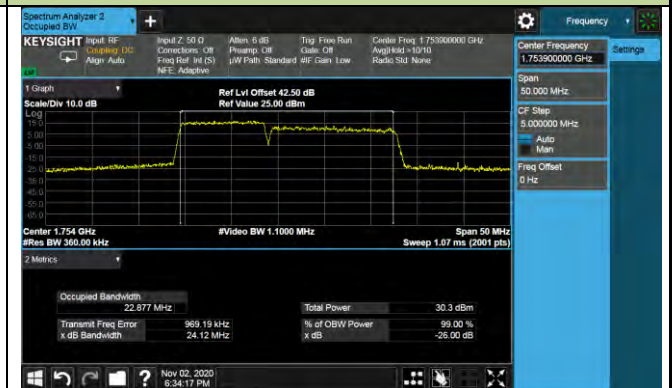 Spectrum Analyzer 2
Occupied BW
Frequency
KEYSIGHT
Input: RF
Coupling: DC
Align: Auto
Input Z: 50 Ω
Corrections: Off
Freq Ref: Int (S)
NFE: Adaptive
Atten: 6 dB
Preamp: Off
µW Path: Standard
Trig: Free Run
Gate: Off
#IF Gain: Low
Center Freq: 1.753900000 GHz
Avg|Hold:>10/10
Radio Std: None
Center Frequency
1.753900000 GHz
Settings
Span
50.000 MHz
CF Step
5.000000 MHz
Auto
Man
Freq Offset
0 Hz
1 Graph
Scale/Div 10.0 dB
Ref Lvl Offset 42.50 dB
Ref Value 25.00 dBm
Log
15.0
5.00
-5.00
-15.0
-25.0
-35.0
-45.0
-55.0
-65.0
Center 1.754 GHz
#Res BW 360.00 kHz
#Video BW 1.1000 MHz
Span 50 MHz
Sweep 1.07 ms (2001 pts)
2 Metrics
Occupied Bandwidth
22.877 MHz
Total Power
30.3 dBm
Transmit Freq Error
969.19 kHz
% of OBW Power
99.00 %
x dB Bandwidth
24.12 MHz
x dB
-26.00 dB
Nov 02, 2020
6:34:17 PM